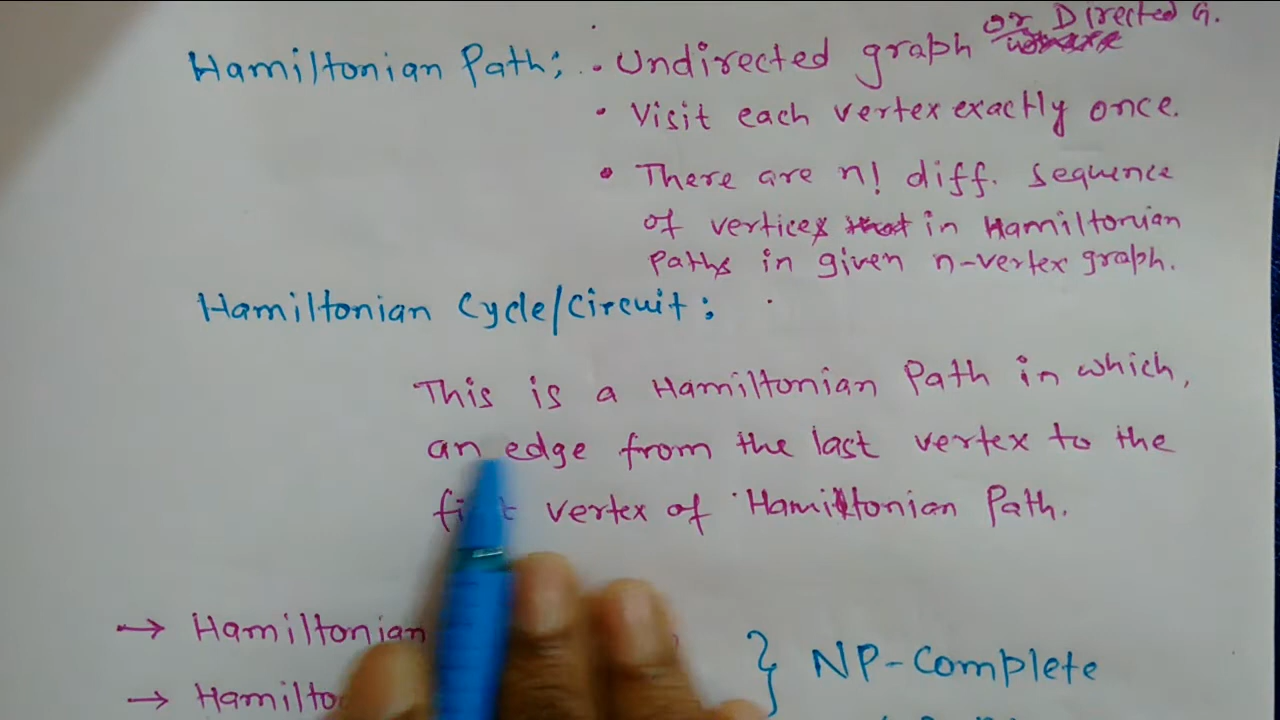 or Directed G.
Hamiltonian Path: • Undirected graph
• Visit each vertex exactly once.
• There are n! diff. sequence
of vertices that in Hamiltonian
Paths in given n-vertex graph.
Hamiltonian Cycle/Circuit:
This is a Hamiltonian Path in which,
an edge from the last vertex to the
vertex of Hamiltonian Path.
→ Hamiltonian
} NP-Complete
→